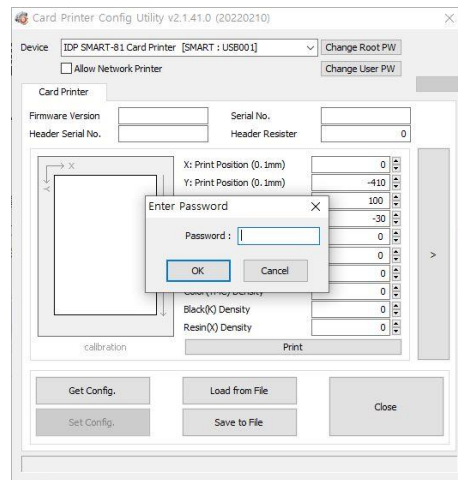 Card Printer Config Utility v2.1.41.0 (20220210)
Device IDP SMART-81 Card Printer [SMART : USB001] Change Root PW
Allow Network Printer Change User PW
Card Printer
Firmware Version Serial No.
Header Serial No. Header Resister 0
X X: Print Position (0.1mm) 0
Y Y: Print Position (0.1mm) -410
100
Enter Password -30
Password : 0
0 >
OK Cancel 0
0
Black(K) Density 0
Resin(X) Density 0
calibration Print
Get Config. Load from File
Close
Set Config. Save to File